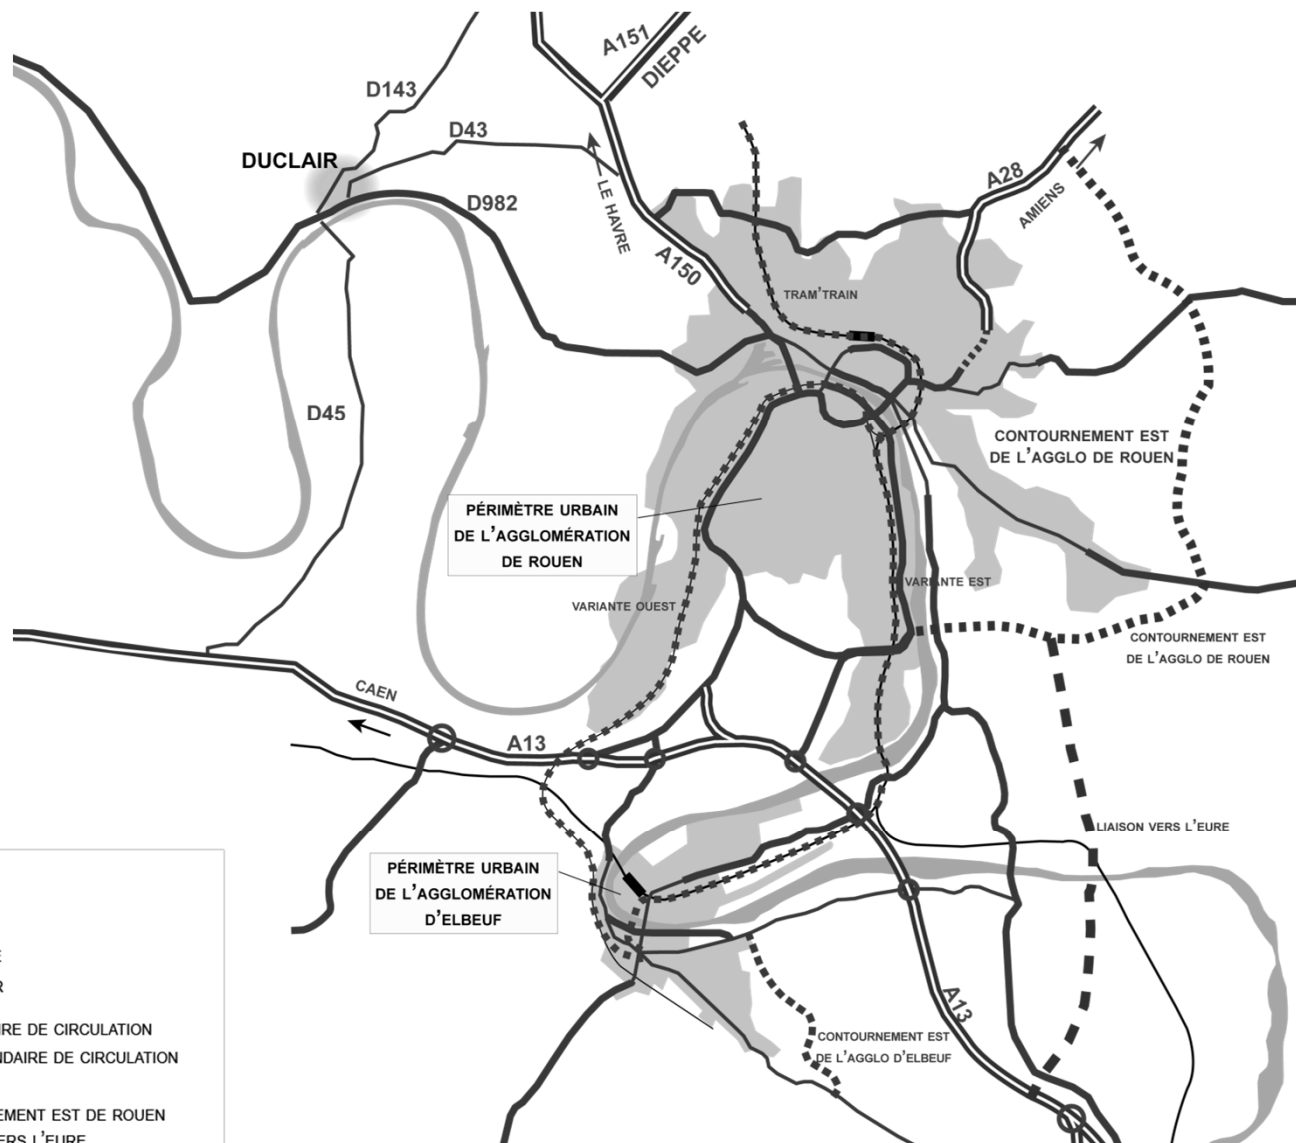 A151
DIEPPE
D143
D43
DUCLAIR
D982
LE HAVRE
A150
A28
AMIENS
TRAM'TRAIN
D45
CONTOURNEMENT EST
DE L'AGGLO DE ROUEN
PÉRIMÈTRE URBAIN
DE L'AGGLOMÉRATION
DE ROUEN
VARIANTE OUEST
VARIANTE EST
CONTOURNEMENT EST
DE L'AGGLO DE ROUEN
CAEN
A13
LIAISON VERS L'EURE
PÉRIMÈTRE URBAIN
DE L'AGGLOMÉRATION
D'ELBEUF
A13
CONTOURNEMENT EST
DE L'AGGLO D'ELBEUF
DE CIRCULATION
DE CIRCULATION
EST DE ROUEN
L'EURE